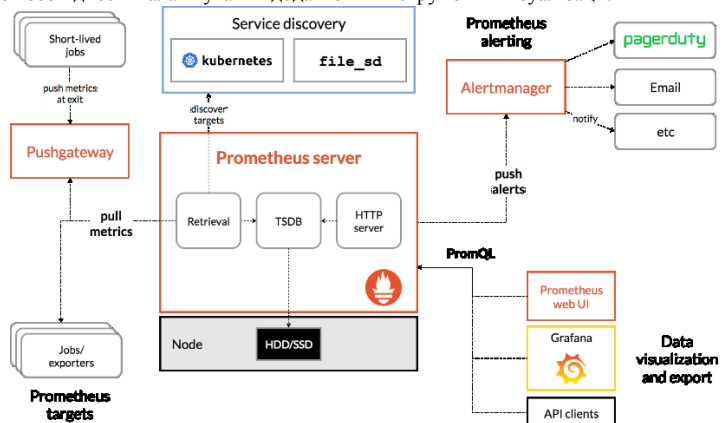 Short-lived
jobs
push metrics
at exit
Pushgateway
Service discovery
kubernetes
file_sd
discover
targets
Prometheus
alerting
Alertmanager
pagerduty
Email
notify
etc
Prometheus server
push
alerts
pull
metrics
Retrieval
TSDB
HTTP
server
PromQL
Node
HDD/SSD
Jobs/
exporters
Prometheus
targets
Prometheus
web UI
Grafana
API clients
Data
visualization
and export